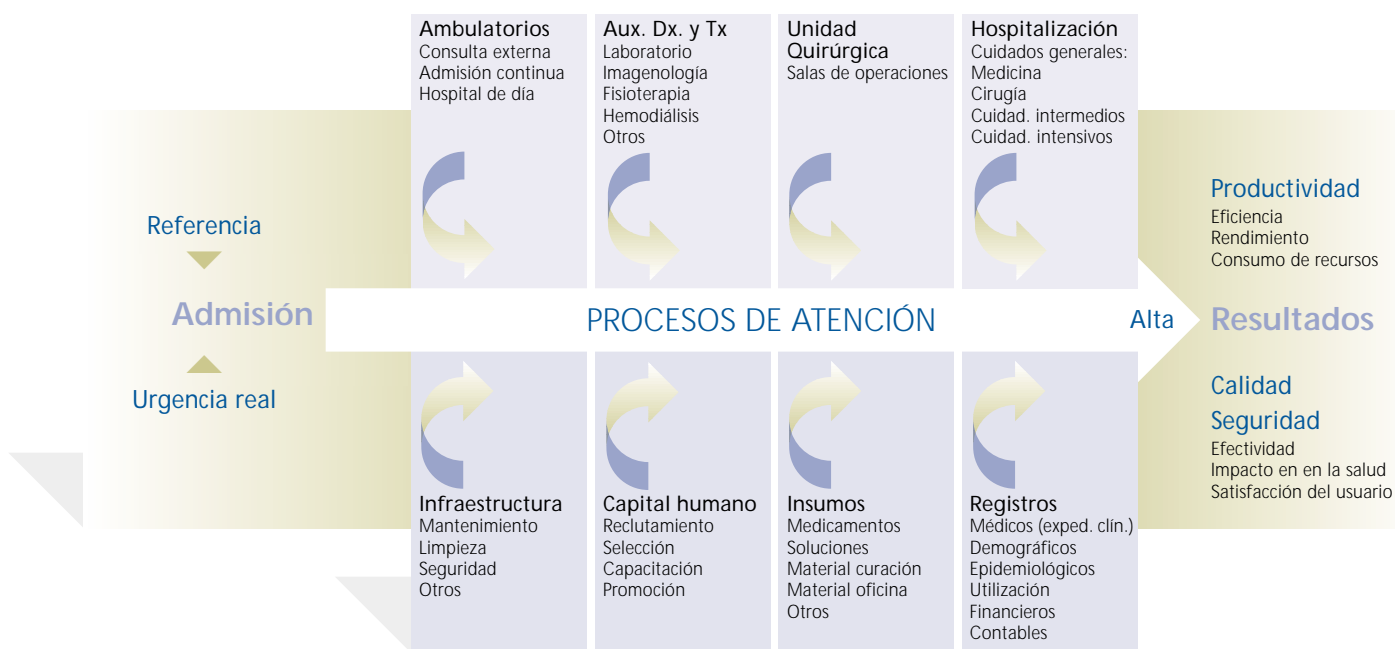 Ambulatorios
Consulta externa
Admisión continua
Hospital de día
Aux. Dx. y Tx
Laboratorio
Imagenología
Fisioterapia
Hemodiálisis
Otros
Unidad
Quirúrgica
Salas de operaciones
Hospitalización
Cuidados generales:
Medicina
Cirugía
Cuidad. intermedios
Cuidad. intensivos
Referencia
Admisión
Urgencia real
PROCESOS DE ATENCIÓN
Alta
Productividad
Eficiencia
Rendimiento
Consumo de recursos
Resultados
Calidad
Seguridad
Efectividad
Impacto en en la salud
Satisfacción del usuario
Infraestructura
Mantenimiento
Limpieza
Seguridad
Otros
Capital humano
Reclutamiento
Selección
Capacitación
Promoción
Insumos
Medicamentos
Soluciones
Material curación
Material oficina
Otros
Registros
Médicos (exped. clín.)
Demográficos
Epidemiológicos
Utilización
Financieros
Contables